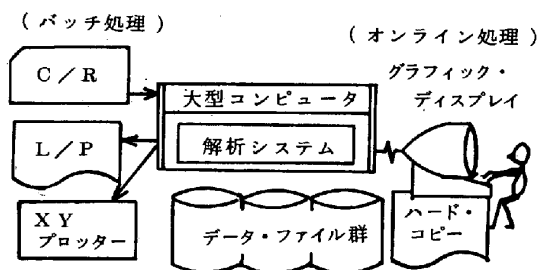 (バッチ処理)
(オンライン処理)
C/R
大型コンピュータ
グラフィック・
ディスプレイ
L/P
解析システム
XY
プロッター
データ・ファイル群
ハード・
コピー